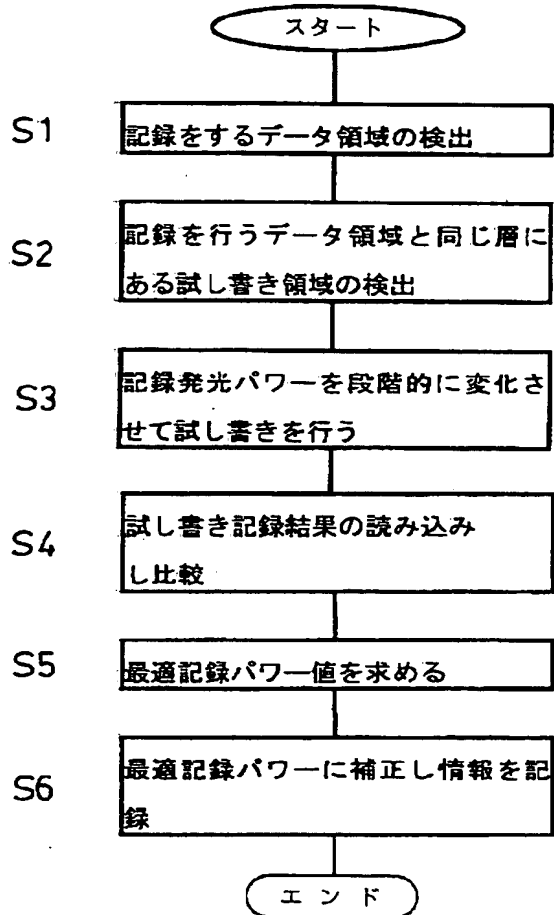 スタート
S1
記録をするデータ領域の検出
S2
記録を行うデータ領域と同じ層に
ある試し書き領域の検出
S3
記録発光パワーを段階的に変化さ
せて試し書きを行う
S4
試し書き記録結果の読み込み
し比較
S5
最適記録パワー値を求める
S6
最適記録パワーに補正し情報を記
録
エンド